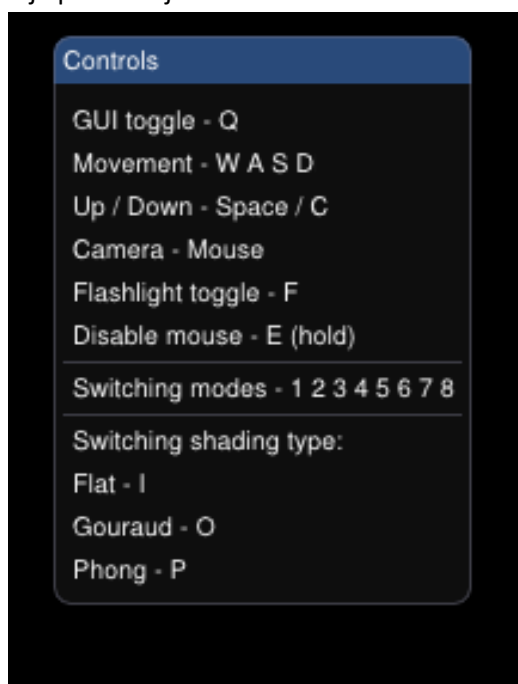 Controls
GUI toggle - Q
Movement - W A S D
Up / Down - Space / C
Camera - Mouse
Flashlight toggle - F
Disable mouse - E (hold)
Switching modes - 1 2 3 4 5 6 7 8
Switching shading type:
Flat - I
Gouraud - O
Phong - P